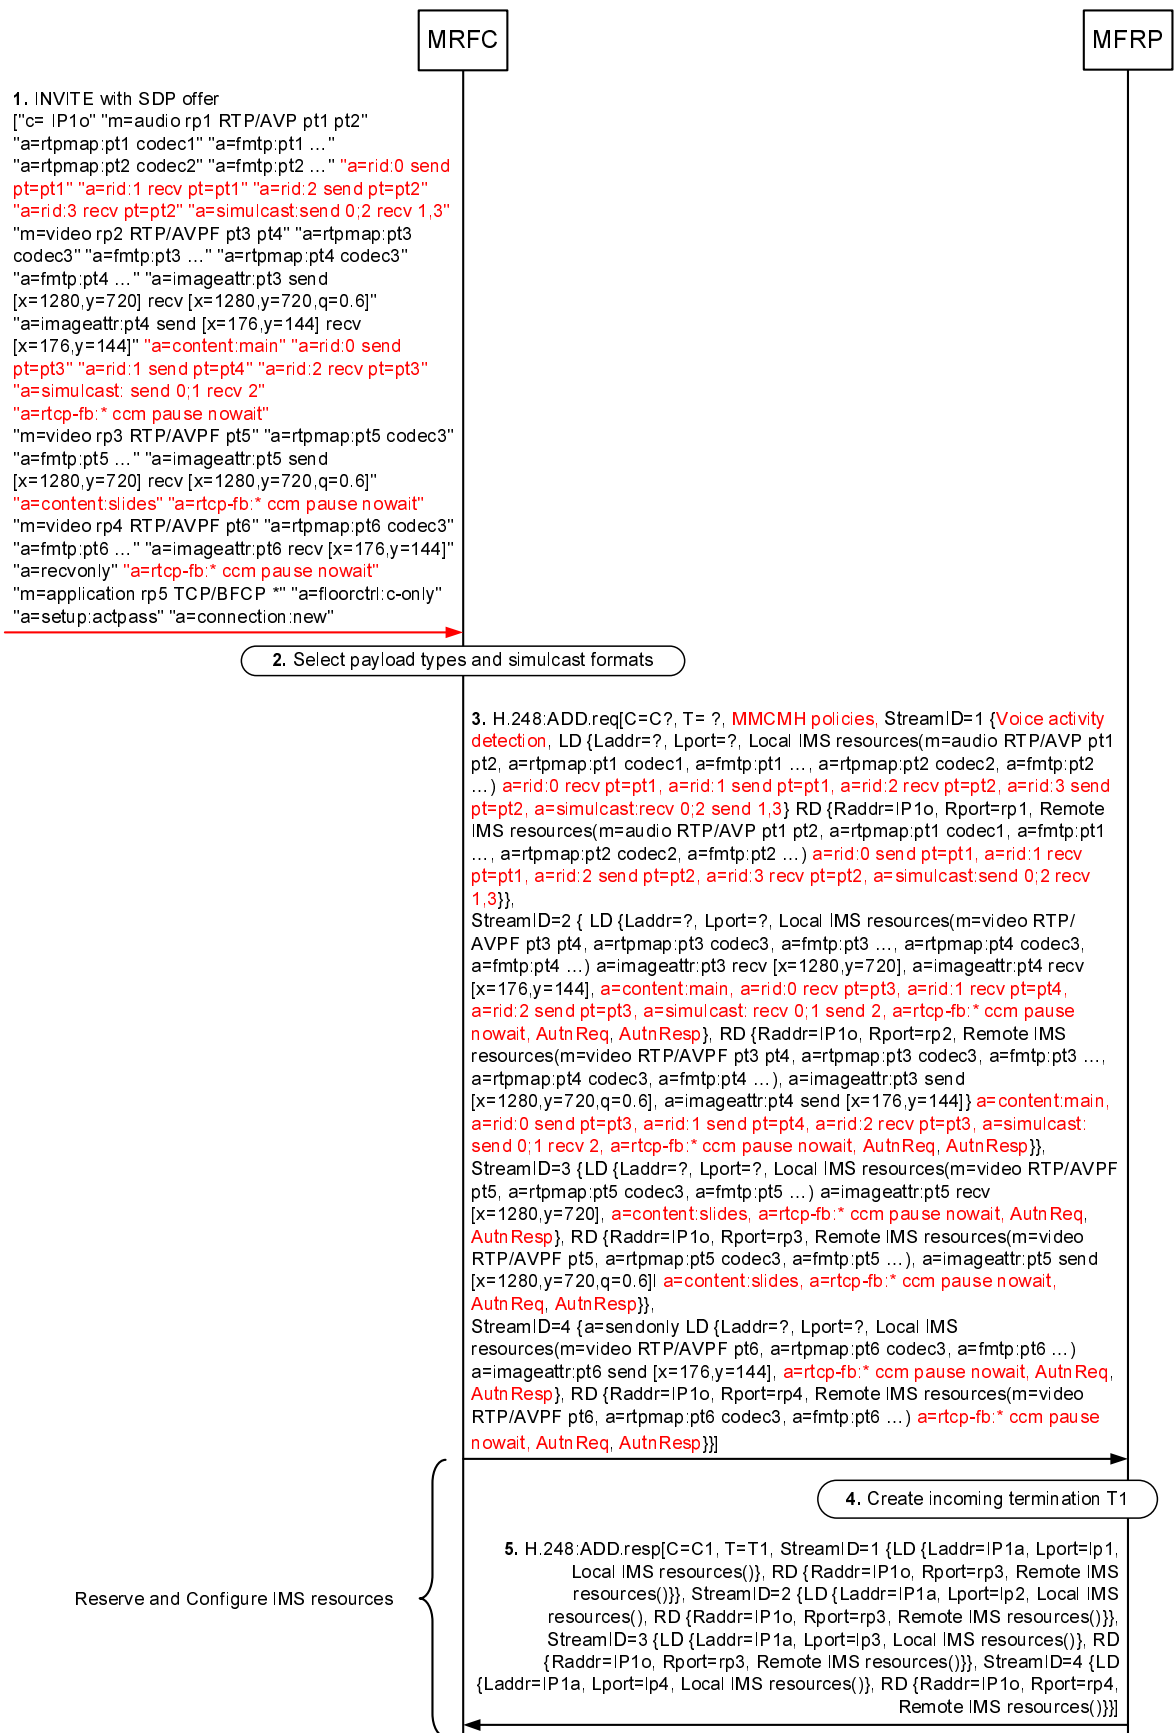 MRFC
MFRP
1. INVITE with SDP offer
["c= IP1o" "m=audio rp1 RTP/AVP pt1 pt2"
"a=rtpmap:pt1 codec1" "a=fmtp:pt1 …"
"a=rtpmap:pt2 codec2" "a=fmtp:pt2 …" "a=rid:0 send
pt=pt1" "a=rid:1 recv pt=pt1" "a=rid:2 send pt=pt2"
"a=rid:3 recv pt=pt2" "a=simulcast:send 0;2 recv 1,3"
"m=video rp2 RTP/AVPF pt3 pt4" "a=rtpmap:pt3
codec3" "a=fmtp:pt3 …" "a=rtpmap:pt4 codec3"
"a=fmtp:pt4 …" "a=imageattr:pt3 send
[x=1280,y=720] recv [x=1280,y=720,q=0.6]"
"a=imageattr:pt4 send [x=176,y=144] recv
[x=176,y=144]" "a=content:main" "a=rid:0 send
pt=pt3" "a=rid:1 send pt=pt4" "a=rid:2 recv pt=pt3"
"a=simulcast: send 0;1 recv 2"
"a=rtcp-fb:* ccm pause nowait"
"m=video rp3 RTP/AVPF pt5" "a=rtpmap:pt5 codec3"
"a=fmtp:pt5 …" "a=imageattr:pt5 send
[x=1280,y=720] recv [x=1280,y=720,q=0.6]"
"a=content:slides" "a=rtcp-fb:* ccm pause nowait"
"m=video rp4 RTP/AVPF pt6" "a=rtpmap:pt6 codec3"
"a=fmtp:pt6 …" "a=imageattr:pt6 recv [x=176,y=144]"
"a=recvonly" "a=rtcp-fb:* ccm pause nowait"
"m=application rp5 TCP/BFCP *" "a=floorctrl:c-only"
"a=setup:actpass" "a=connection:new"
2. Select payload types and simulcast formats
3. H.248:ADD.req[C=C?, T= ?, MMCMH policies, StreamID=1 {Voice activity
detection, LD {Laddr=?, Lport=?, Local IMS resources(m=audio RTP/AVP pt1
pt2, a=rtpmap:pt1 codec1, a=fmtp:pt1 …, a=rtpmap:pt2 codec2, a=fmtp:pt2
…) a=rid:0 recv pt=pt1, a=rid:1 send pt=pt1, a=rid:2 recv pt=pt2, a=rid:3 send
pt=pt2, a=simulcast:recv 0;2 send 1,3} RD {Raddr=IP1o, Rport=rp1, Remote
IMS resources(m=audio RTP/AVP pt1 pt2, a=rtpmap:pt1 codec1, a=fmtp:pt1
…, a=rtpmap:pt2 codec2, a=fmtp:pt2 …) a=rid:0 send pt=pt1, a=rid:1 recv
pt=pt1, a=rid:2 send pt=pt2, a=rid:3 recv pt=pt2, a=simulcast:send 0;2 recv
1,3}},
StreamID=2 { LD {Laddr=?, Lport=?, Local IMS resources(m=video RTP/
AVPF pt3 pt4, a=rtpmap:pt3 codec3, a=fmtp:pt3 …, a=rtpmap:pt4 codec3,
a=fmtp:pt4 …) a=imageattr:pt3 recv [x=1280,y=720], a=imageattr:pt4 recv
[x=176,y=144], a=content:main, a=rid:0 recv pt=pt3, a=rid:1 recv pt=pt4,
a=rid:2 send pt=pt3, a=simulcast: recv 0;1 send 2, a=rtcp-fb:* ccm pause
nowait, AutnReq, AutnResp}, RD {Raddr=IP1o, Rport=rp2, Remote IMS
resources(m=video RTP/AVPF pt3 pt4, a=rtpmap:pt3 codec3, a=fmtp:pt3 …,
a=rtpmap:pt4 codec3, a=fmtp:pt4 …), a=imageattr:pt3 send
[x=1280,y=720,q=0.6], a=imageattr:pt4 send [x=176,y=144]} a=content:main,
a=rid:0 send pt=pt3, a=rid:1 send pt=pt4, a=rid:2 recv pt=pt3, a=simulcast:
send 0;1 recv 2, a=rtcp-fb:* ccm pause nowait, AutnReq, AutnResp}},
StreamID=3 {LD {Laddr=?, Lport=?, Local IMS resources(m=video RTP/AVPF
pt5, a=rtpmap:pt5 codec3, a=fmtp:pt5 …) a=imageattr:pt5 recv
[x=1280,y=720], a=content:slides, a=rtcp-fb:* ccm pause nowait, AutnReq,
AutnResp}, RD {Raddr=IP1o, Rport=rp3, Remote IMS resources(m=video
RTP/AVPF pt5, a=rtpmap:pt5 codec3, a=fmtp:pt5 …), a=imageattr:pt5 send
[x=1280,y=720,q=0.6]l a=content:slides, a=rtcp-fb:* ccm pause nowait,
AutnReq, AutnResp}},
StreamID=4 {a=sendonly LD {Laddr=?, Lport=?, Local IMS
resources(m=video RTP/AVPF pt6, a=rtpmap:pt6 codec3, a=fmtp:pt6 …)
a=imageattr:pt6 send [x=176,y=144], a=rtcp-fb:* ccm pause nowait, AutnReq,
AutnResp}, RD {Raddr=IP1o, Rport=rp4, Remote IMS resources(m=video
RTP/AVPF pt6, a=rtpmap:pt6 codec3, a=fmtp:pt6 …) a=rtcp-fb:* ccm pause
nowait, AutnReq, AutnResp}}]
4. Create incoming termination T1
5. H.248:ADD.resp[C=C1, T=T1, StreamID=1 {LD {Laddr=IP1a, Lport=lp1,
Local IMS resources()}, RD {Raddr=IP1o, Rport=rp3, Remote IMS
resources()}}, StreamID=2 {LD {Laddr=IP1a, Lport=lp2, Local IMS
resources(), RD {Raddr=IP1o, Rport=rp3, Remote IMS resources()}},
StreamID=3 {LD {Laddr=IP1a, Lport=lp3, Local IMS resources()}, RD
{Raddr=IP1o, Rport=rp3, Remote IMS resources()}}, StreamID=4 {LD
{Laddr=IP1a, Lport=lp4, Local IMS resources()}, RD {Raddr=IP1o, Rport=rp4,
Remote IMS resources()}}]
Reserve and Configure IMS resources